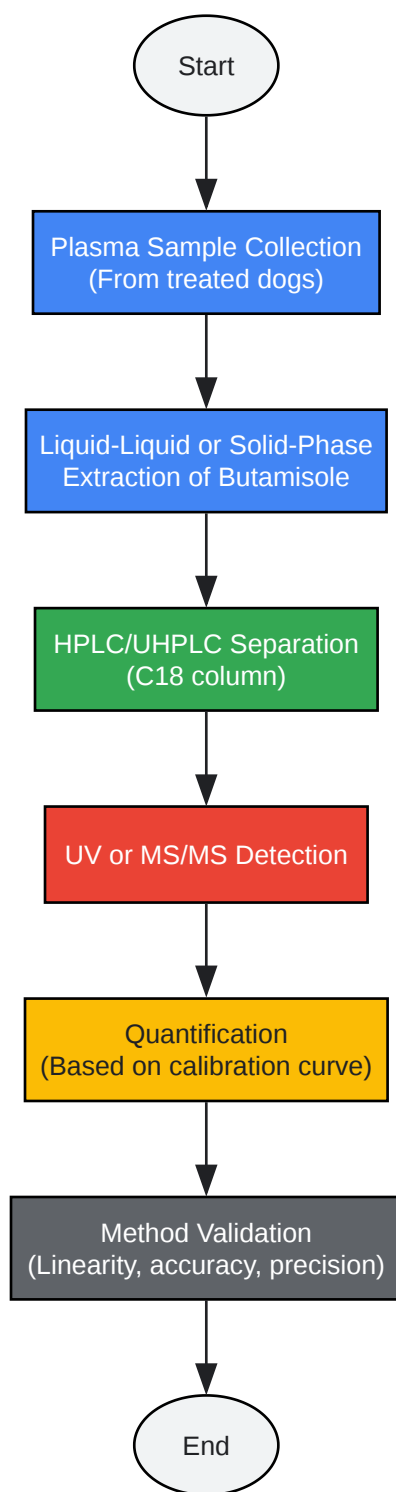 Start
Plasma Sample Collection
(From treated dogs)
Liquid-Liquid or Solid-Phase
Extraction of Butamisole
HPLC/UHPLC Separation
(C18 column)
UV or MS/MS Detection
Quantification
(Based on calibration curve)
Method Validation
(Linearity, accuracy, precision)
End